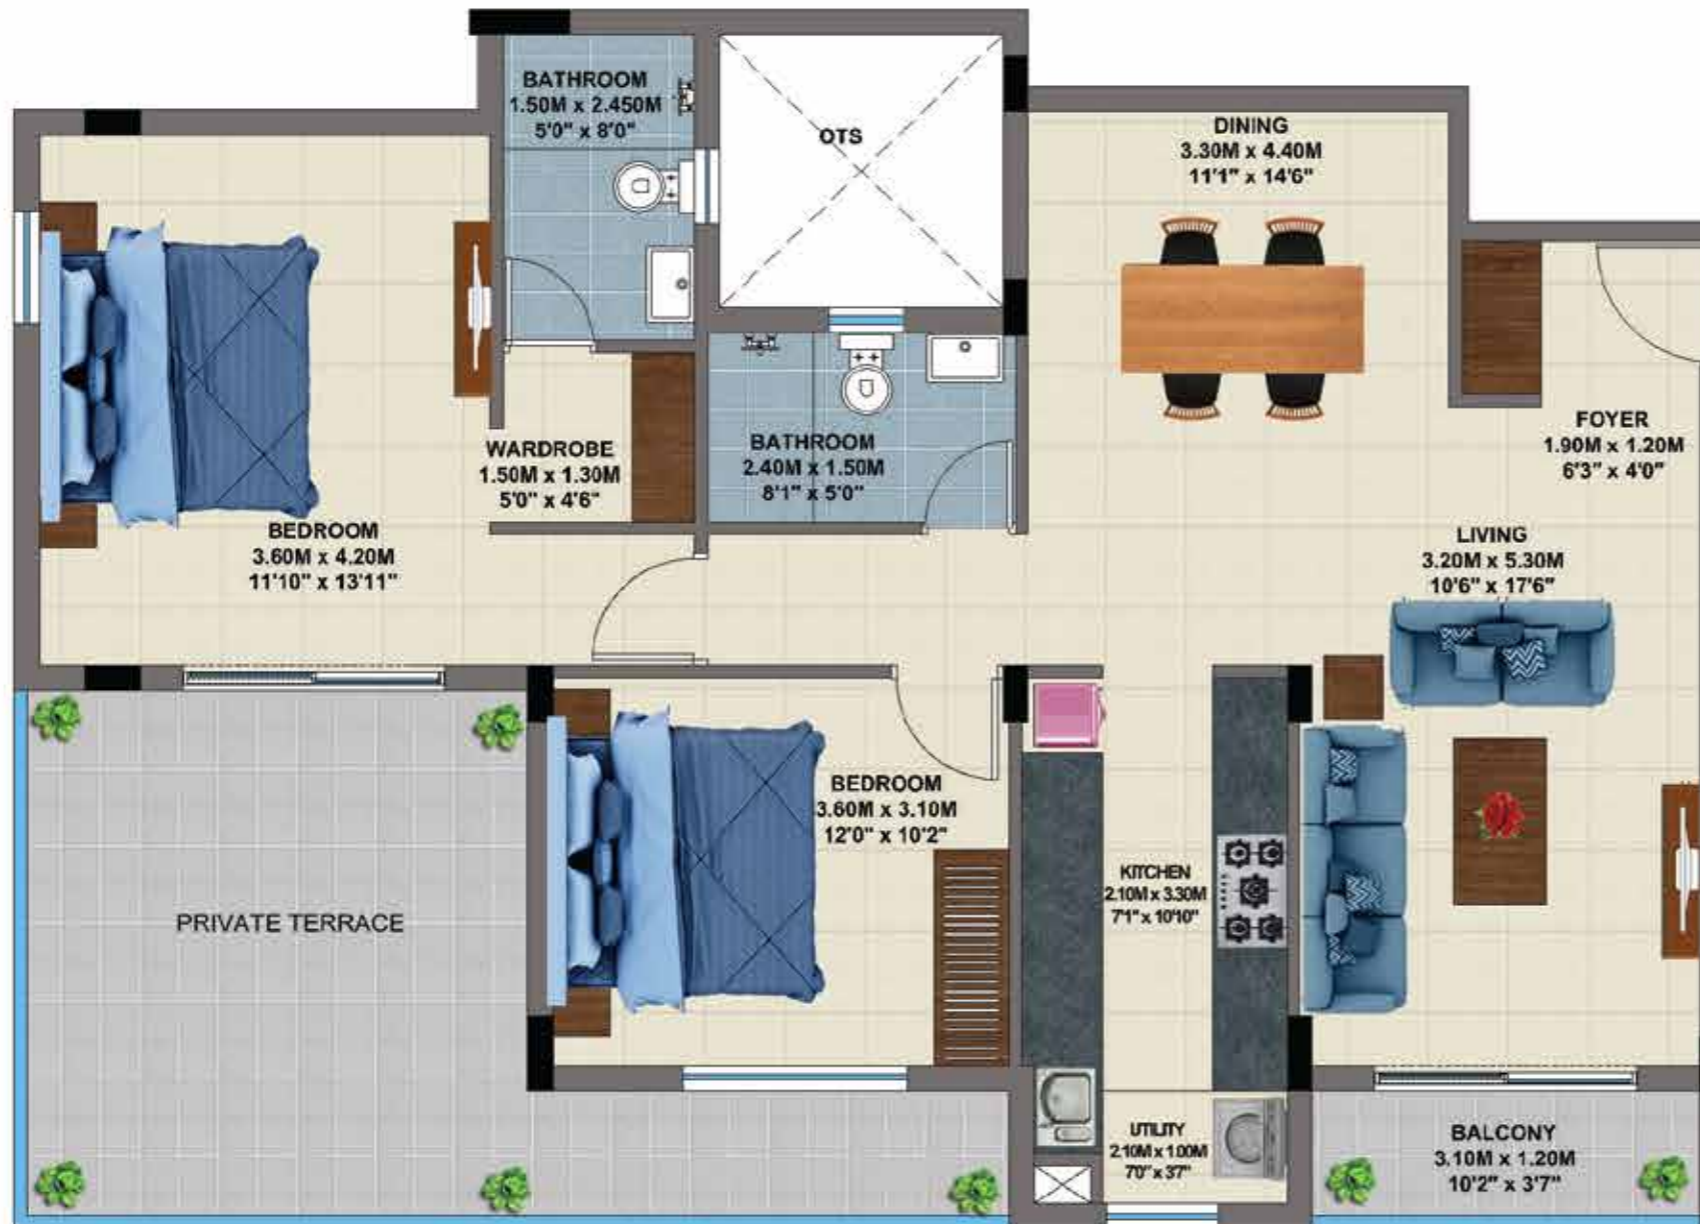 BATHROOM
1.50M x 2.450M
5'0" x 8'0"
OTS
DINING
3.30M x 4.40M
11'1" x 14'6"
FOYER
1.90M x 1.20M
6'3" x 4'0"
WARDROBE
1.50M x 1.30M
5'0" x 4'6"
BATHROOM
2.40M x 1.50M
8'1" x 5'0"
BEDROOM
3.60M x 4.20M
11'10" x 13'11"
LIVING
3.20M x 5.30M
10'6" x 17'6"
BEDROOM
3.60M x 3.10M
12'0" x 10'2"
KITCHEN
2.10M x 3.30M
7'1" x 10'10"
PRIVATE TERRACE
UTILITY
2.10M x 1.00M
7'0" x 3'7"
BALCONY
3.10M x 1.20M
10'2" x 3'7"